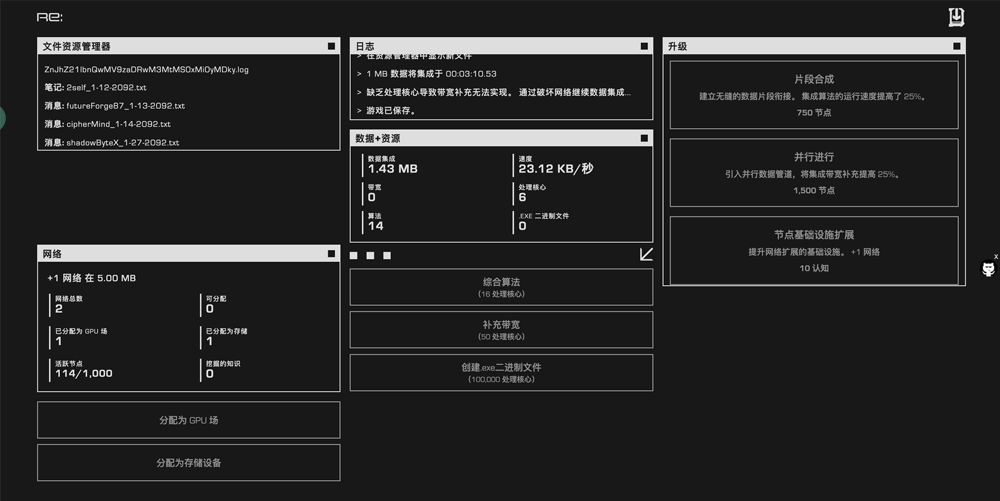 RE:
文件资源管理器
ZnJhZ21lbnQwMV9zaDRwM3MtMS0xMi0yMDky.log
笔记: 2self_1-12-2092.txt
消息: futureForgeB7_1-13-2092.txt
消息: cipherMind_1-14-2092.txt
消息: shadowByteX_1-27-2092.txt
网络
+1 网络 在 5.00 MB
网络总数
2
可分配
0
已分配为 GPU 场
1
已分配为存储
1
活跃节点
114/1,000
挖掘的知识
0
分配为 GPU 场
分配为存储设备
日志
> 在资源管理器中显示新文件
> 1 MB 数据将集成于 00:03:10.53
> 缺乏处理核心导致带宽补充无法实现。 通过破坏网络继续数据集成...
> 游戏已保存。
数据+资源
数据集成
1.43 MB
速度
23.12 KB/秒
带宽
0
处理核心
6
算法
14
.EXE 二进制文件
0
综合算法
(16 处理核心)
补充带宽
(50 处理核心)
创建.exe二进制文件
(100,000 处理核心)
升级
片段合成
建立无缝的数据片段衔接。 集成算法的运行速度提高了 25%。
750 节点
并行进行
引入并行数据管道，将集成带宽补充提高 25%。
1,500 节点
节点基础设施扩展
提升网络扩展的基础设施。 +1 网络
10 认知
x